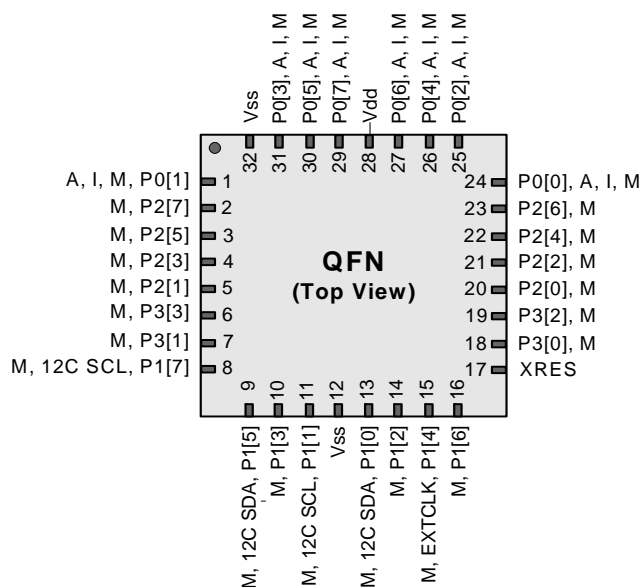 Vss
P0[3], A, I, M
P0[5], A, I, M
P0[7], A, I, M
Vdd
P0[6], A, I, M
P0[4], A, I, M
P0[2], A, I, M
32
31
30
29
28
27
26
25
A, I, M, P0[1]
1
M, P2[7]
2
M, P2[5]
3
M, P2[3]
4
M, P2[1]
5
M, P3[3]
6
M, P3[1]
7
M, 12C SCL, P1[7]
8
QFN
(Top View)
24
P0[0], A, I, M
23
P2[6], M
22
P2[4], M
21
P2[2], M
20
P2[0], M
19
P3[2], M
18
P3[0], M
17
XRES
9
10
11
12
13
14
15
16
M, 12C SDA, P1[5]
M, P1[3]
M, 12C SCL, P1[1]
Vss
M, 12C SDA, P1[0]
M, P1[2]
M, EXTCLK, P1[4]
M, P1[6]